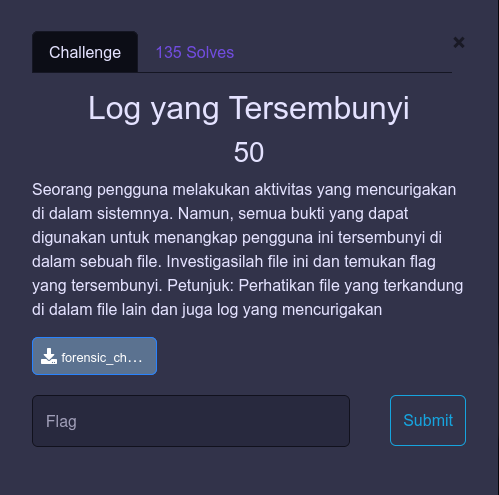 Challenge
135 Solves
×
Log yang Tersembunyi
50
Seorang pengguna melakukan aktivitas yang mencurigakan
di dalam sistemnya. Namun, semua bukti yang dapat
digunakan untuk menangkap pengguna ini tersembunyi di
dalam sebuah file. Investigasilah file ini dan temukan flag
yang tersembunyi. Petunjuk: Perhatikan file yang terkandung
di dalam file lain dan juga log yang mencurigakan
forensic_ch...
Flag
Submit